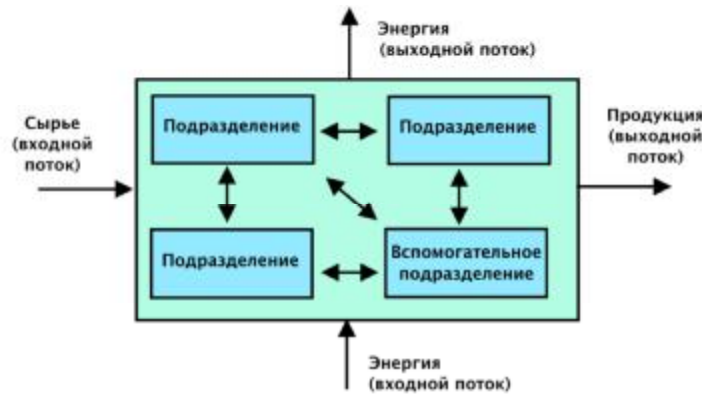 Энергия
(выходной поток)
Сырье
(входной
поток)
Подразделение
Подразделение
Продукция
(выходной
поток)
Подразделение
Вспомогательное
подразделение
Энергия
(входной поток)